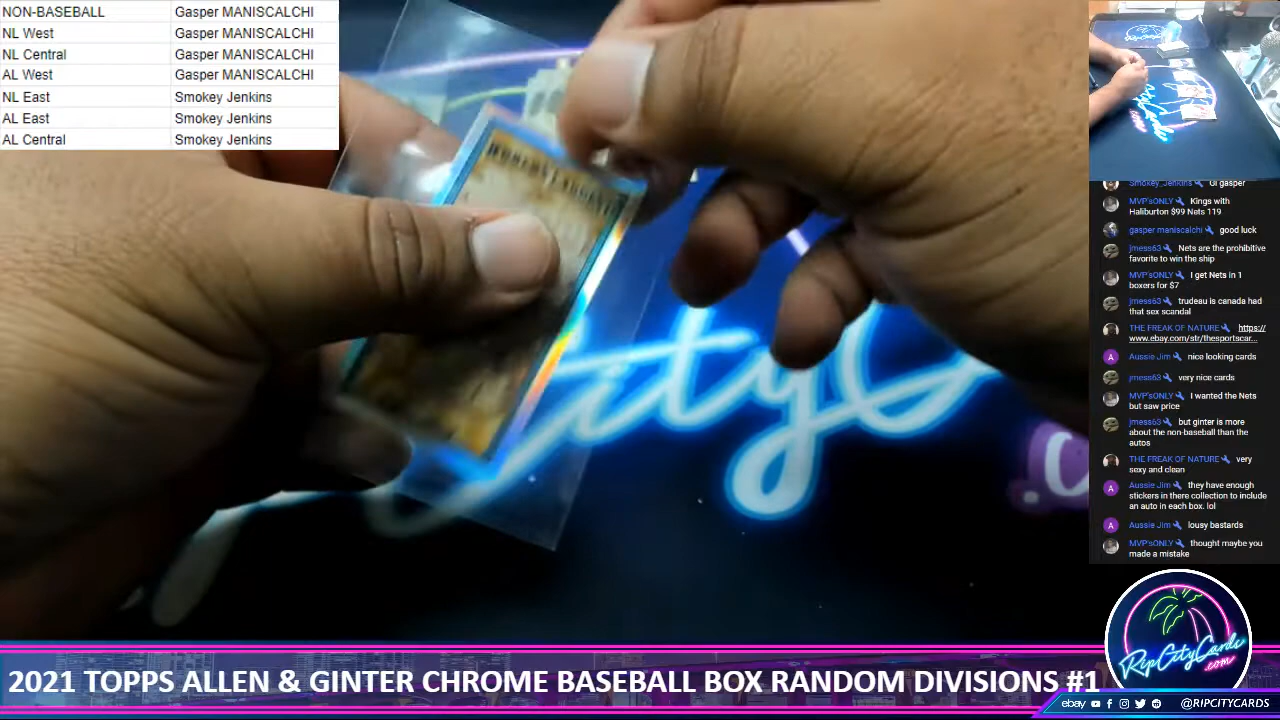 NON-BASEBALL Gasper MANISCALCHI
NL West Gasper MANISCALCHI
NL Central Gasper MANISCALCHI
AL West Gasper MANISCALCHI
NL East Smokey Jenkins
AL East Smokey Jenkins
AL Central Smokey Jenkins
Smokey_Jenkins Gl gasper
MVP'sONLY Kings with
Haliburton $99 Nets 119
gasper maniscalchi good luck
jmess63 Nets are the prohibitive
favorite to win the ship
MVP'sONLY I get Nets in 1
boxers for $7
jmess63 trudeau is canada had
that sex scandal
THE FREAK OF NATURE https://
www.ebay.com/str/thesportscar...
A Aussie Jim nice looking cards
jmess63 very nice cards
MVP'sONLY I wanted the Nets
but saw price
jmess63 but ginter is more
about the non-baseball than the
autos
THE FREAK OF NATURE very
sexy and clean
A Aussie Jim they have enough
stickers in there collection to include
an auto in each box. lol
A Aussie Jim lousy bastards
MVP'sONLY thought maybe you
made a mistake
ityC
.C
RipCityCards
.com
2021 TOPPS ALLEN & GINTER CHROME BASEBALL BOX RANDOM DIVISIONS #1
ebay @RIPCITYCARDS